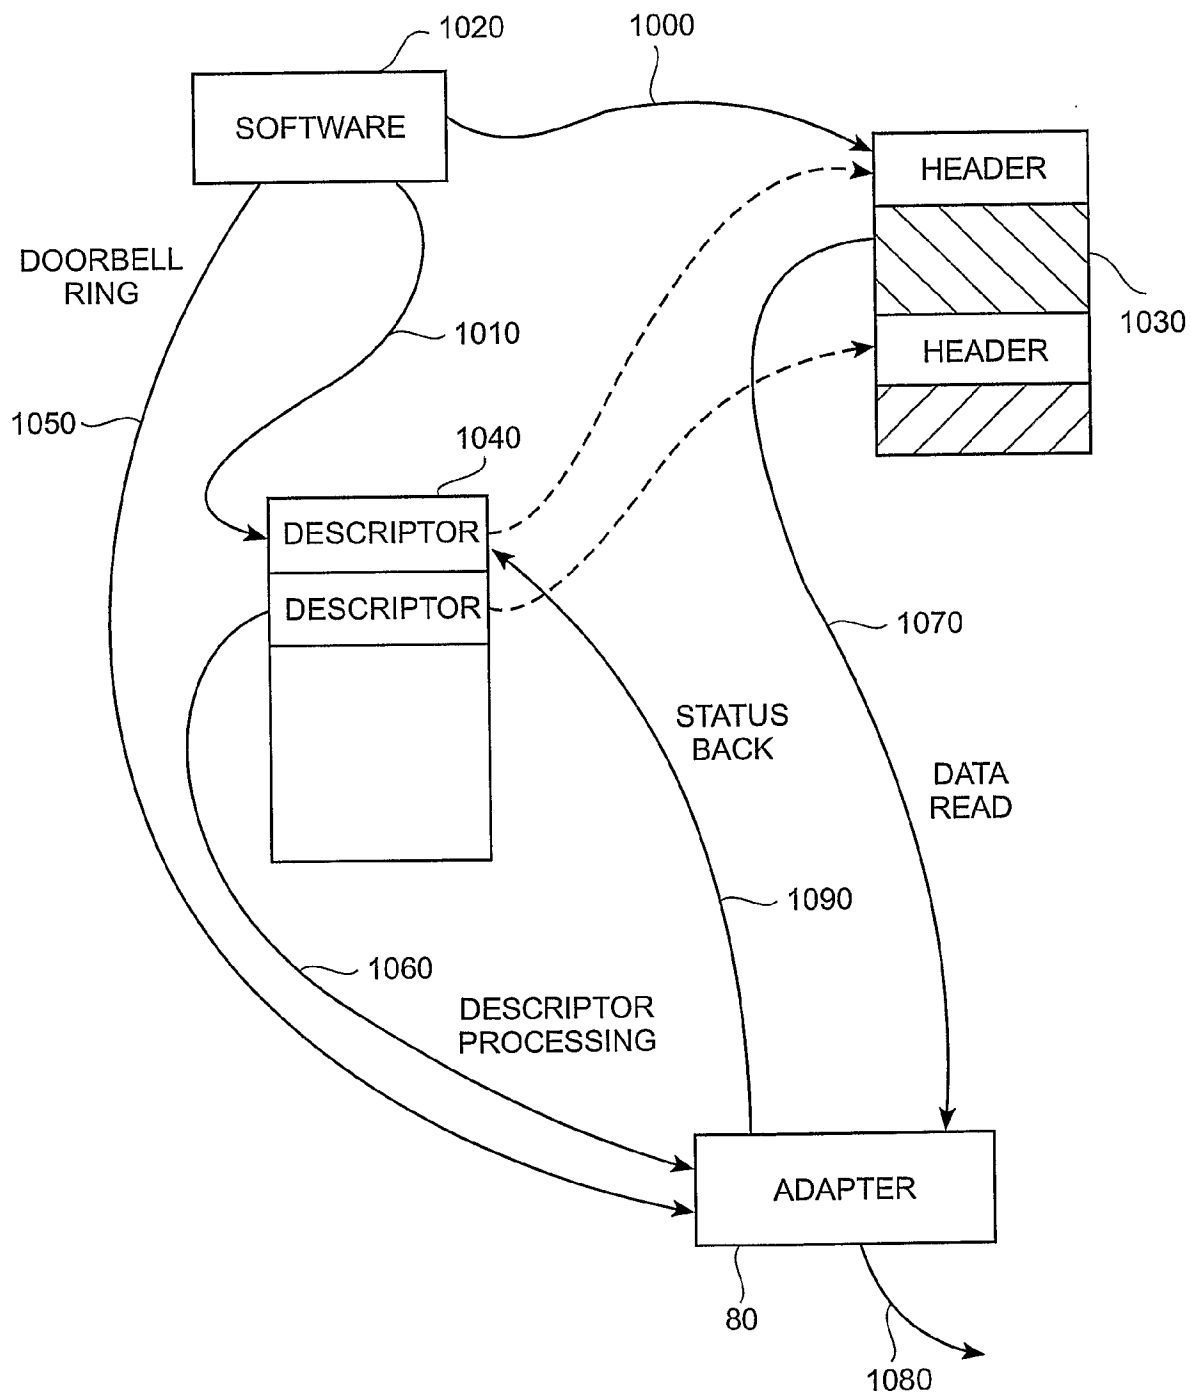 1020
1000
SOFTWARE
HEADER
DOORBELL
RING
1010
1030
HEADER
1050
1040
DESCRIPTOR
DESCRIPTOR
1070
STATUS
BACK
DATA
READ
1090
1060
DESCRIPTOR
PROCESSING
ADAPTER
80
1080